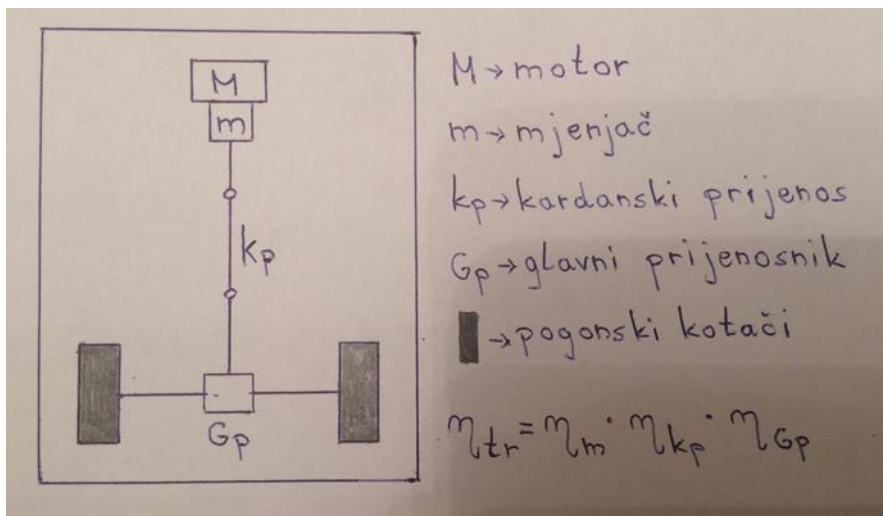 M
m
kp
Gp
M→motor
m→mjenjač
kp→kardanski prijenos
Gp→glavni prijenosnik
→pogonski kotači
ηtr=ηm·ηkp·ηGp